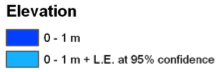 Elevation
0 - 1 m
0 - 1 m + L.E. at 95% confidence